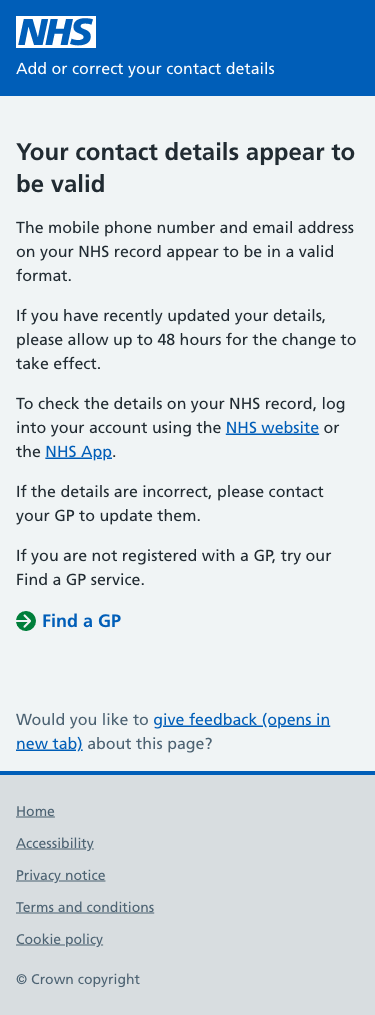 NHS
Add or correct your contact details
Your contact details appear to
be valid
The mobile phone number and email address
on your NHS record appear to be in a valid
format.
If you have recently updated your details,
please allow up to 48 hours for the change to
take effect.
To check the details on your NHS record, log
into your account using the NHS website or
the NHS App.
If the details are incorrect, please contact
your GP to update them.
If you are not registered with a GP, try our
Find a GP service.
Find a GP
Would you like to give feedback (opens in
new tab) about this page?
Home
Accessibility
Privacy notice
Terms and conditions
Cookie policy
© Crown copyright